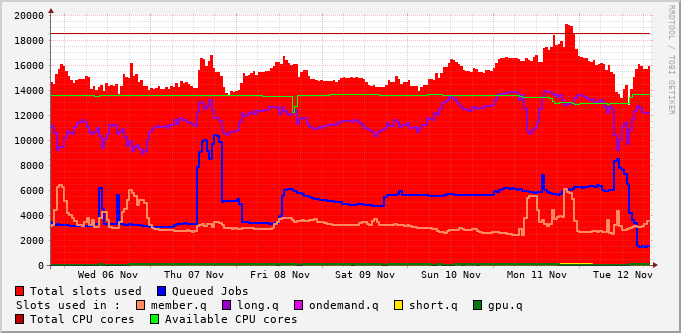 20000
18000
16000
14000
12000
10000
8000
6000
4000
2000
0
Wed 06 Nov Thu 07 Nov Fri 08 Nov Sat 09 Nov Sun 10 Nov Mon 11 Nov Tue 12 Nov
RRDTOOL / TOBI OETIKER
Total slots used Queued Jobs
Slots used in : member.q long.q ondemand.q short.q gpu.q
Total CPU cores Available CPU cores